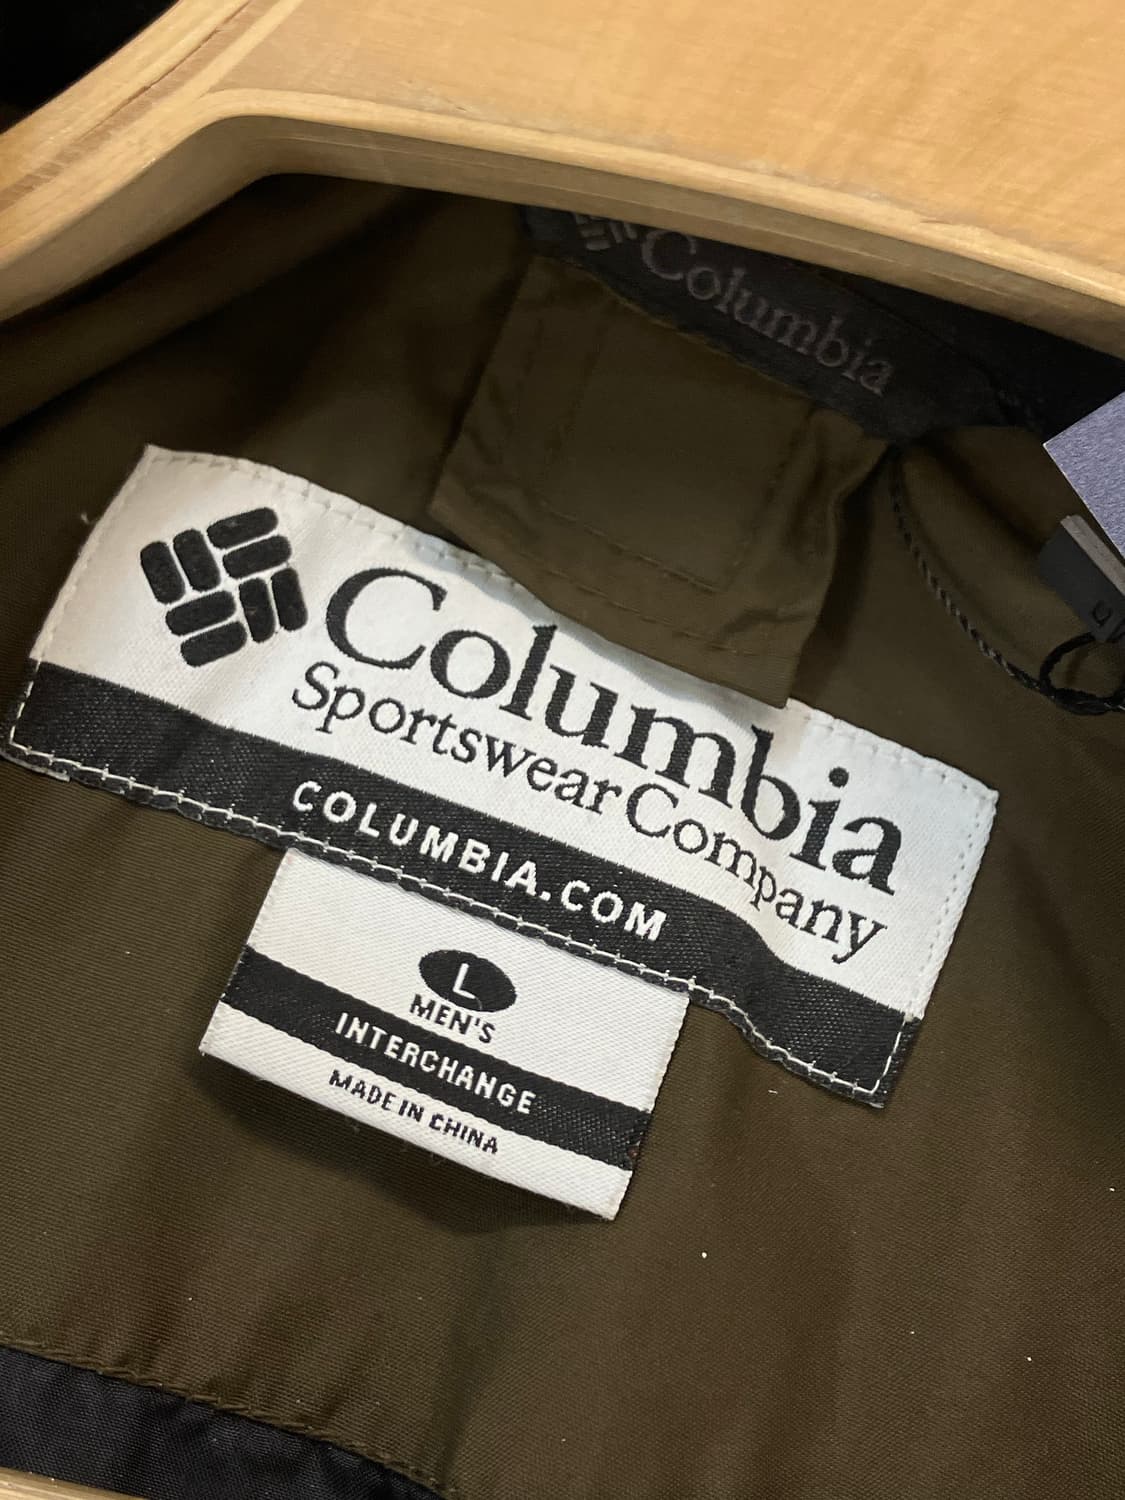 Columbia
Columbia
Sportswear Company
COLUMBIA.COM
L
MEN'S
INTERCHANGE
MADE IN CHINA